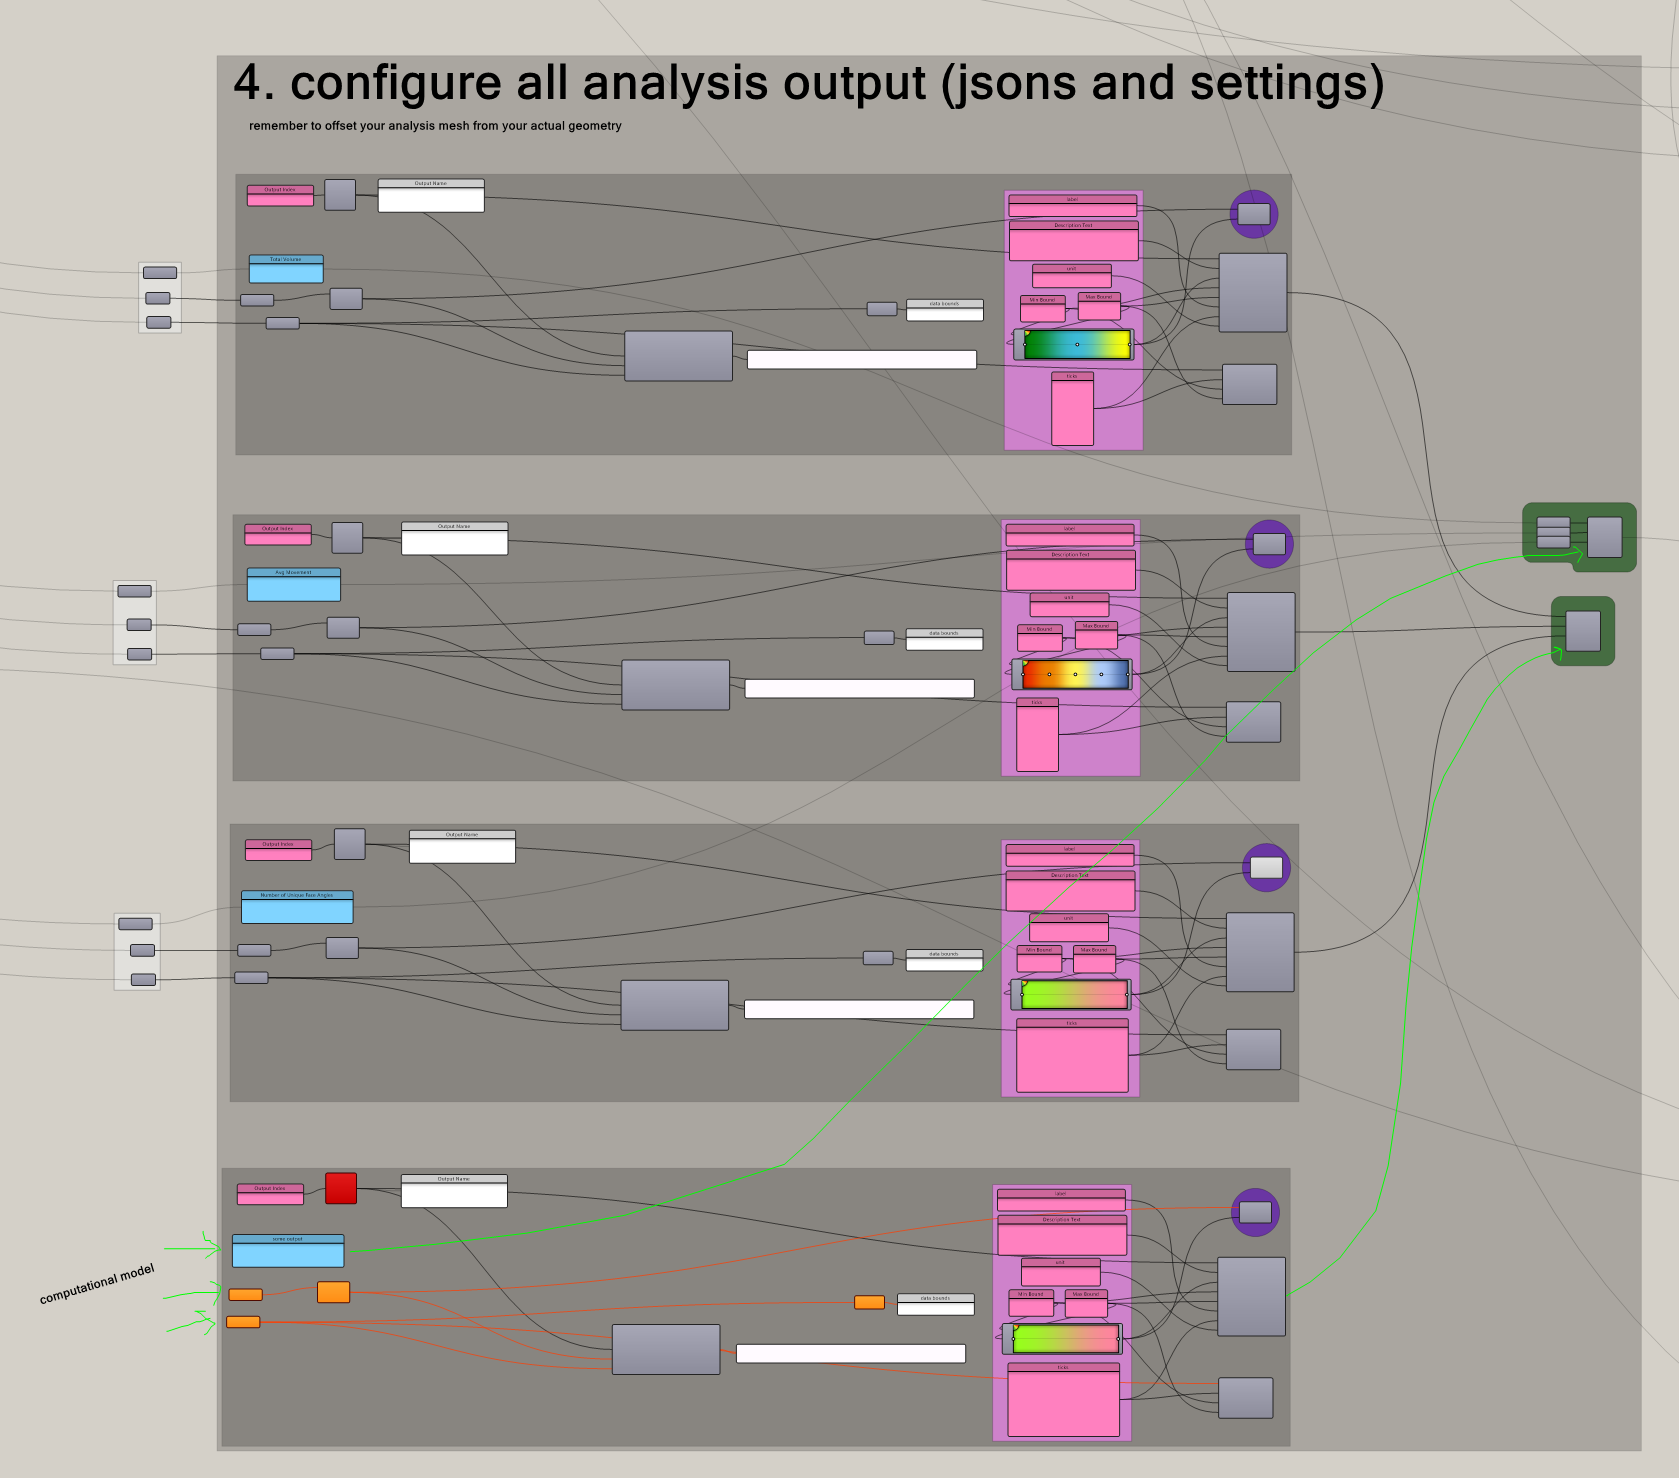 4. configure all analysis output (jsons and settings)
remember to offset your analysis mesh from your actual geometry
Output Index
Output Name
Total Volume
data bounds
label
Description Text
unit
Min Bound
Max Bound
ticks
Output Index
Output Name
Avg Movement
data bounds
label
Description Text
unit
Min Bound
Max Bound
ticks
Output Index
Output Name
Number of Unique Face Angles
data bounds
label
Description Text
unit
Min Bound
Max Bound
ticks
Output Index
Output Name
some output
data bounds
label
Description Text
unit
Min Bound
Max Bound
ticks
computational model